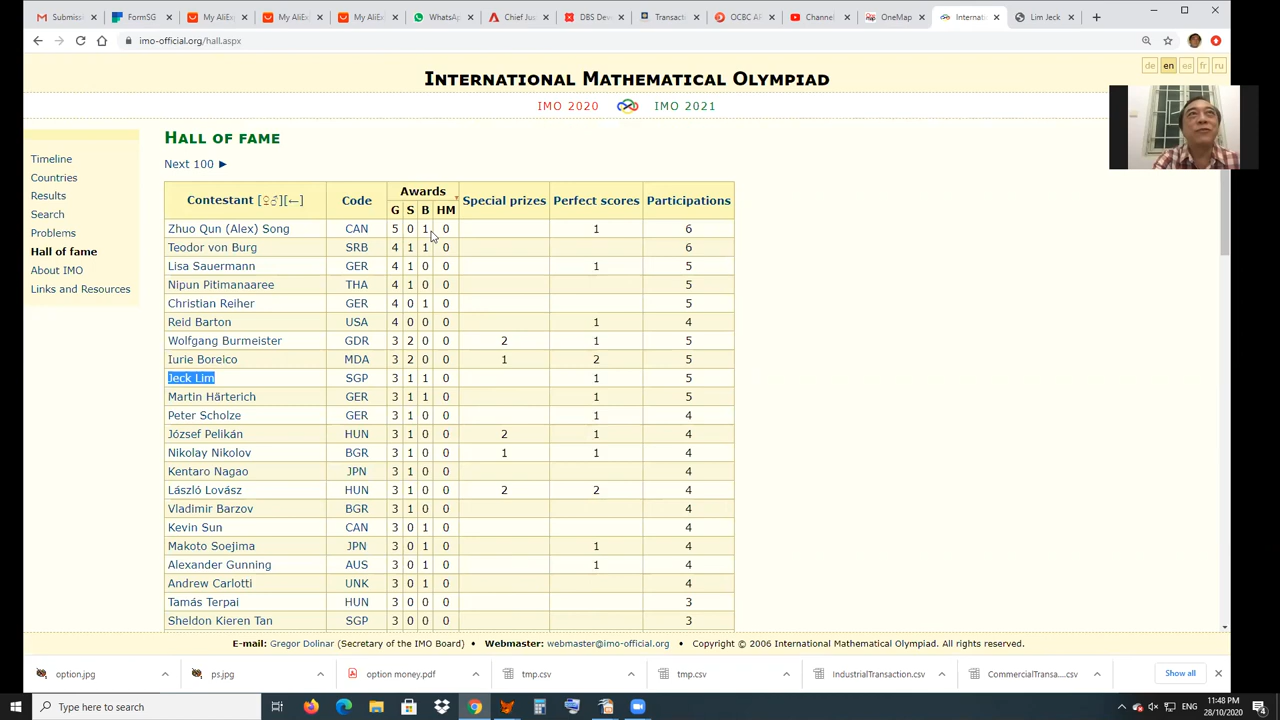 Submiss
FormSG
My AliEx
My AliEx
My AliEx
WhatsAp
Chief Jus
DBS Dev
Transact
OCBC AP
Channel
OneMap
Internati
Lim Jeck
imo-official.org/hall.aspx
International Mathematical Olympiad
de en es fr ru
IMO 2020 IMO 2021
Timeline
Countries
Results
Search
Problems
Hall of fame
About IMO
Links and Resources
Hall of fame
Next 100 ►
Contestant [♀♂][←] Code Awards Special prizes Perfect scores Participations
G S B HM
Zhuo Qun (Alex) Song CAN 5 0 1 0 1 6
Teodor von Burg SRB 4 1 1 0 6
Lisa Sauermann GER 4 1 0 0 1 5
Nipun Pitimanaaree THA 4 1 0 0 5
Christian Reiher GER 4 0 1 0 5
Reid Barton USA 4 0 0 0 1 4
Wolfgang Burmeister GDR 3 2 0 0 2 1 5
Iurie Boreico MDA 3 2 0 0 1 2 5
Jeck Lim SGP 3 1 1 0 1 5
Martin Härterich GER 3 1 1 0 1 5
Peter Scholze GER 3 1 0 0 1 4
József Pelikán HUN 3 1 0 0 2 1 4
Nikolay Nikolov BGR 3 1 0 0 1 1 4
Kentaro Nagao JPN 3 1 0 0 4
László Lovász HUN 3 1 0 0 2 2 4
Vladimir Barzov BGR 3 1 0 0 4
Kevin Sun CAN 3 0 1 0 4
Makoto Soejima JPN 3 0 1 0 1 4
Alexander Gunning AUS 3 0 1 0 1 4
Andrew Carlotti UNK 3 0 1 0 4
Tamás Terpai HUN 3 0 0 0 3
Sheldon Kieren Tan SGP 3 0 0 0 3
E-mail: Gregor Dolinar (Secretary of the IMO Board) • Webmaster: webmaster@imo-official.org • Copyright © 2006 International Mathematical Olympiad. All rights reserved.
option.jpg
ps.jpg
option money.pdf
tmp.csv
tmp.csv
IndustrialTransaction.csv
CommercialTransa....csv
Show all
Type here to search
ENG
11:48 PM
28/10/2020
4